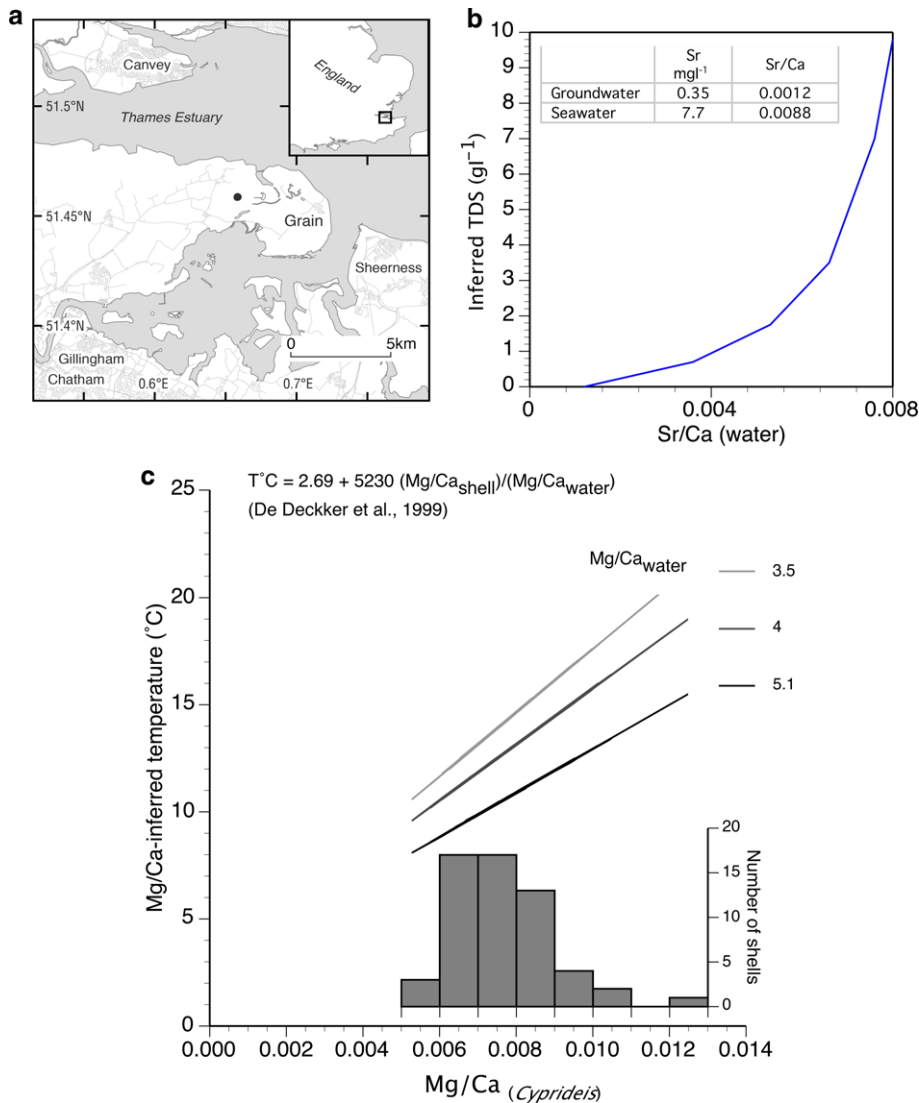 a
Canvey
England
51.5°N
Thames Estuary
51.45°N
Grain
Sheerness
51.4°N
0 5km
Gillingham
Chatham
0.6°E
0.7°E
b
Inferred TDS (gl⁻¹)
10
9
8
7
6
5
4
3
2
1
0
Sr mgl⁻¹ Sr/Ca
Groundwater 0.35 0.0012
Seawater 7.7 0.0088
0 0.004 0.008
Sr/Ca (water)
c
T˚C = 2.69 + 5230 (Mg/Ca shell)/(Mg/Ca water)
(De Deckker et al., 1999)
Mg/Ca-inferred temperature (˚C)
25
20
15
10
5
0
Mg/Ca water
3.5
4
5.1
Number of shells
20
15
10
5
0
0.000 0.002 0.004 0.006 0.008 0.010 0.012 0.014
Mg/Ca (Cyprideis)